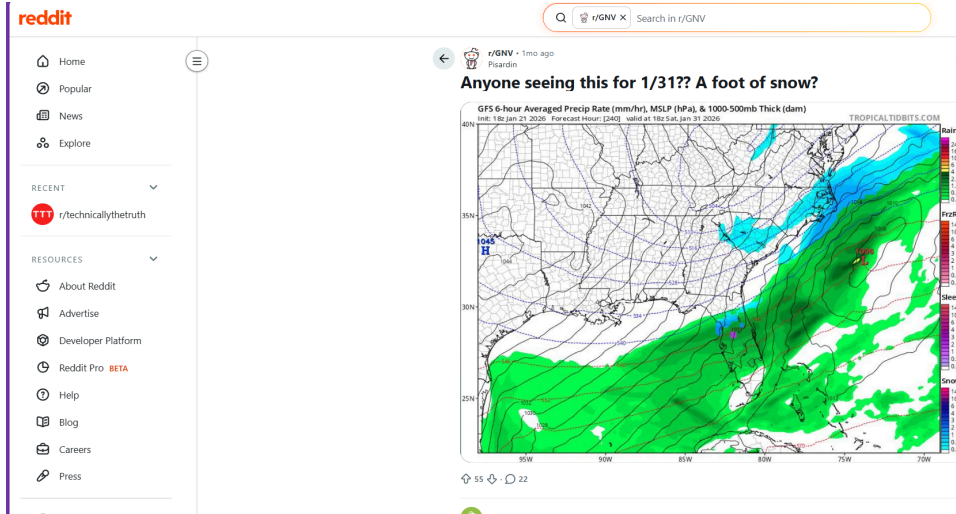 reddit
r/GNV
Search in r/GNV
Home
Popular
News
Explore
RECENT
r/technicallythetruth
RESOURCES
About Reddit
Advertise
Developer Platform
Reddit Pro BETA
Help
Blog
Careers
Press
r/GNV • 1mo ago
Pisardin
Anyone seeing this for 1/31?? A foot of snow?
GFS 6-hour Averaged Precip Rate (mm/hr), MSLP (hPa), & 1000-500mb Thick (dam)
Init: 18z Jan 21 2026 Forecast Hour: [240] valid at 18z Sat, Jan 31 2026
TROPICALTIDBITS.COM
40N
35N
30N
25N
95W
90W
85W
80W
75W
70W
1045
H
1044
1042
L
Rain
FrzR
Slee
Snow
55
22